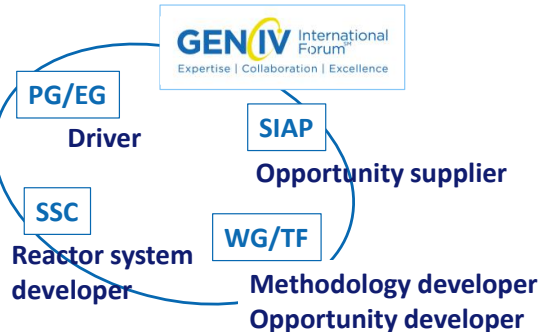 GEN IV International
Forum℠
Expertise | Collaboration | Excellence
PG/EG
Driver
SIAP
Opportunity supplier
SSC
Reactor system
developer
WG/TF
Methodology developer
Opportunity developer